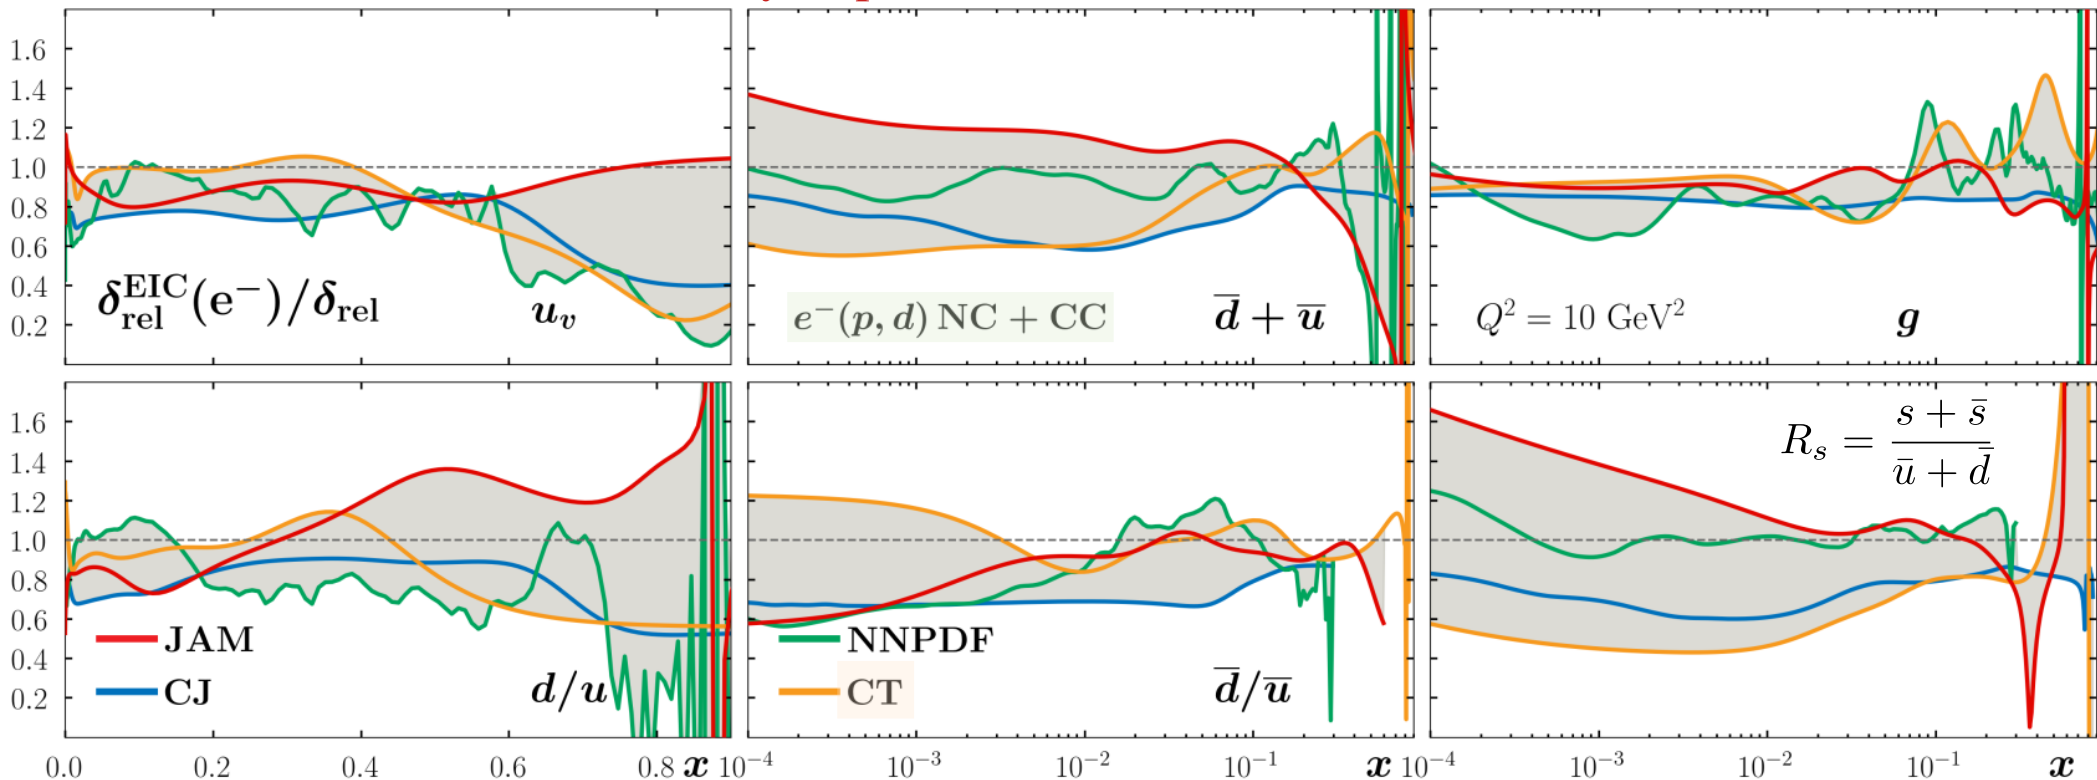 1.6
1.4
1.2
1.0
0.8
0.6
0.4
0.2
δ_rel^EIC(e⁻)/δ_rel
u_v
e⁻(p, d) NC + CC
d̄ + ū
Q² = 10 GeV²
g
1.6
1.4
1.2
1.0
0.8
0.6
0.4
0.2
JAM
CJ
d/u
NNPDF
CT
d̄/ū
R_s = (s + s̄)/(ū + d̄)
0.0 0.2 0.4 0.6 0.8 x
10⁻⁴ 10⁻³ 10⁻² 10⁻¹ x
10⁻⁴ 10⁻³ 10⁻² 10⁻¹ x